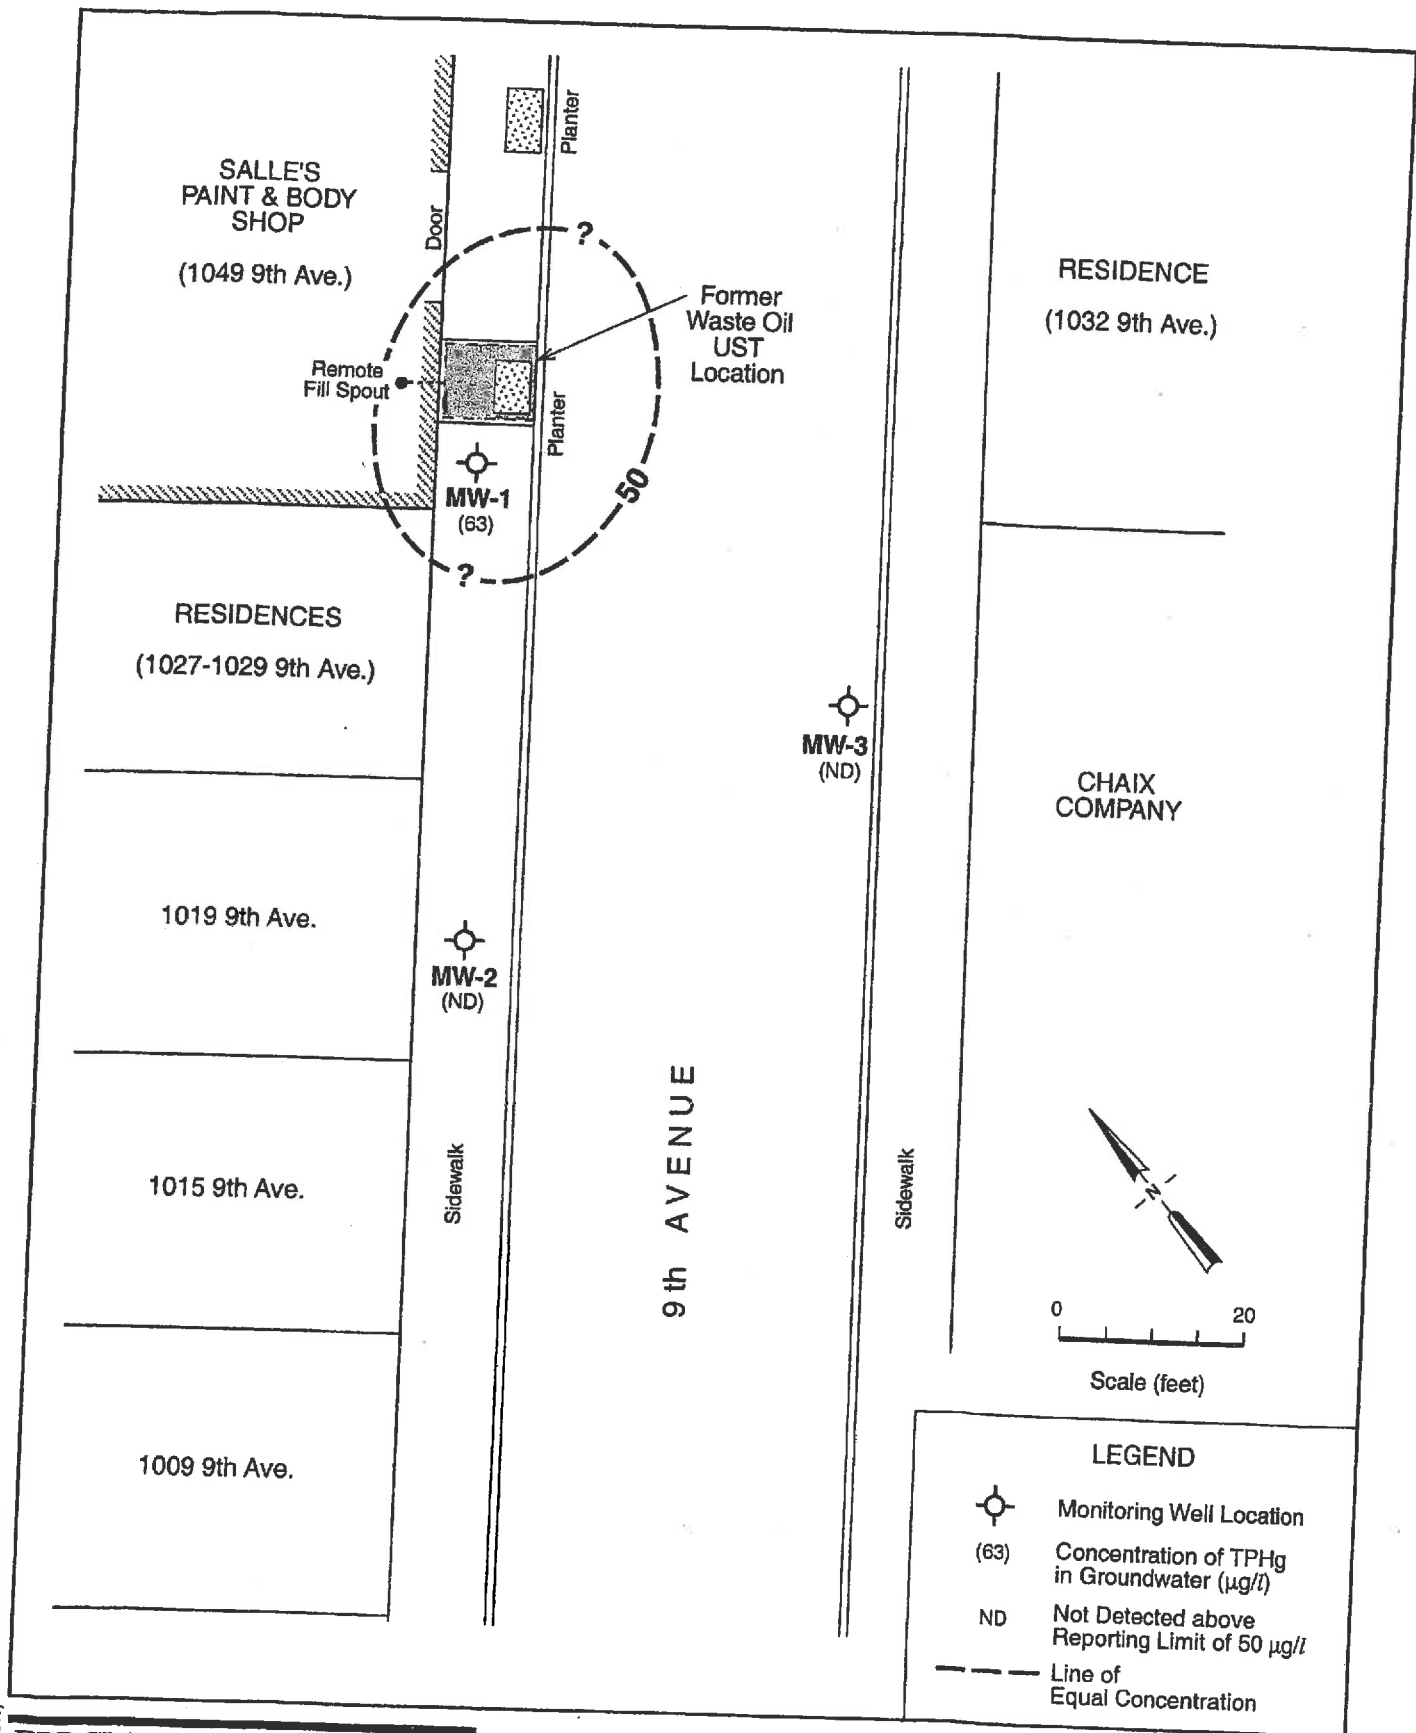 Planter
SALLE'S
PAINT & BODY
SHOP
(1049 9th Ave.)
Door
?
RESIDENCE
(1032 9th Ave.)
Former
Waste Oil
UST
Location
Remote
Fill Spout
Planter
50
MW-1
(63)
?
RESIDENCES
(1027-1029 9th Ave.)
MW-3
(ND)
CHAIX
COMPANY
1019 9th Ave.
MW-2
(ND)
9th AVENUE
Sidewalk
Sidewalk
1015 9th Ave.
N
0 20
Scale (feet)
1009 9th Ave.
LEGEND
Monitoring Well Location
(63) Concentration of TPHg
in Groundwater (µg/l)
ND Not Detected above
Reporting Limit of 50 µg/l
Line of
Equal Concentration